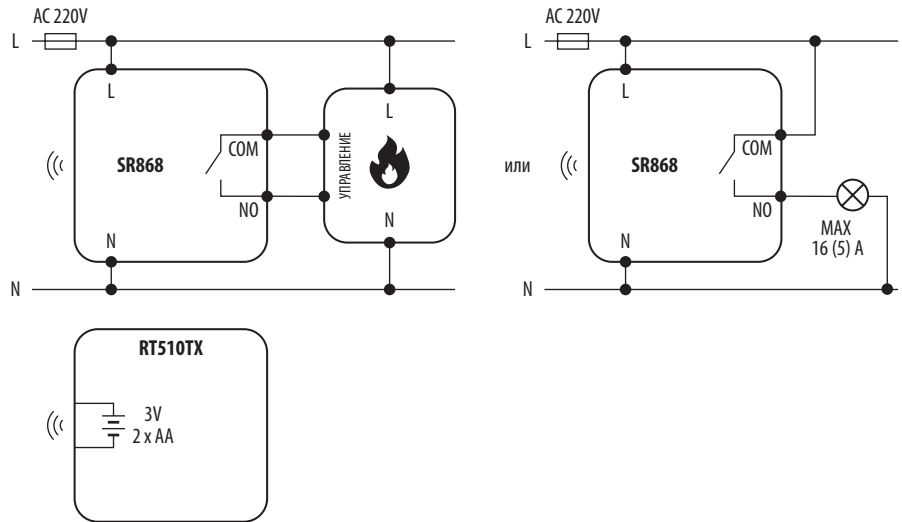 AC 220V
L
L
SR868
COM
NO
N
N
L
УПРАВЛЕНИЕ
N
или
AC 220V
L
L
SR868
COM
NO
MAX
16 (5) A
N
N
RT510TX
3V
2 x AA